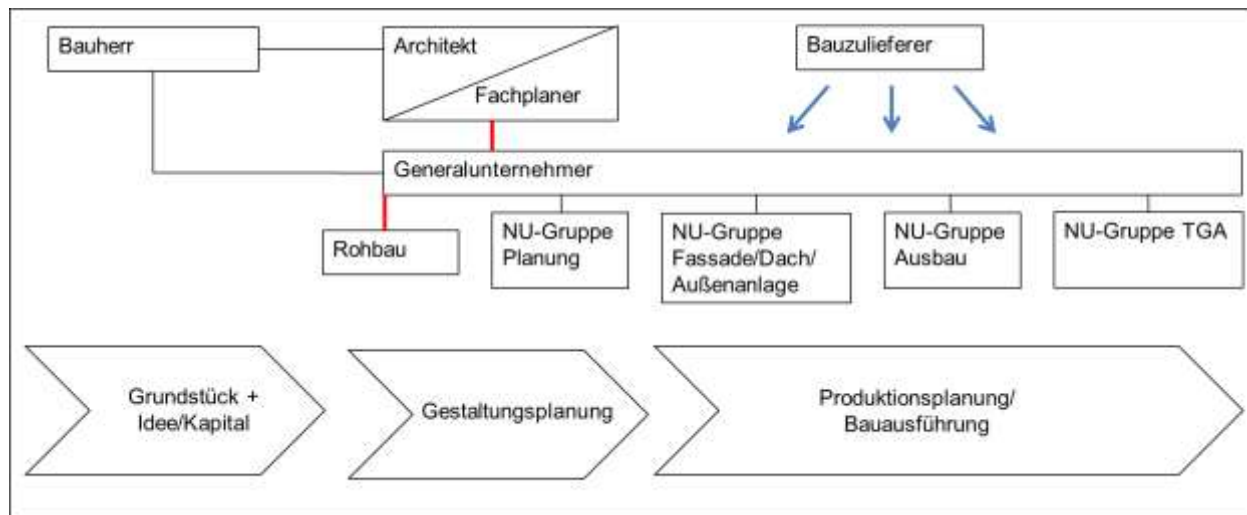 Bauherr
Architekt
Fachplaner
Bauzulieferer
Generalunternehmer
Rohbau
NU-Gruppe
Planung
NU-Gruppe
Fassade/Dach/
Außenanlage
NU-Gruppe
Ausbau
NU-Gruppe TGA
Grundstück +
Idee/Kapital
Gestaltungsplanung
Produktionsplanung/
Bauausführung